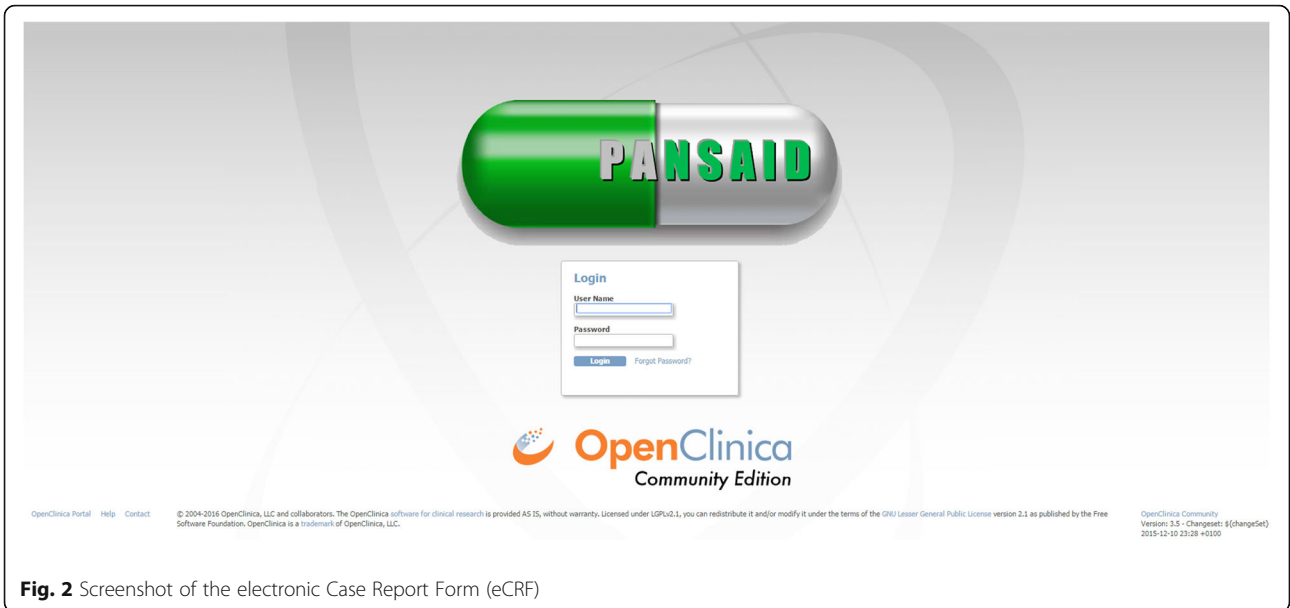 PANSAID
Login
User Name
Password
Login Forgot Password?
OpenClinica
Community Edition
OpenClinica Portal Help Contact
© 2004-2016 OpenClinica, LLC and collaborators. The OpenClinica software for clinical research is provided AS IS, without warranty. Licensed under LGPLv2.1, you can redistribute it and/or modify it under the terms of the GNU Lesser General Public License version 2.1 as published by the Free
Software Foundation. OpenClinica is a trademark of OpenClinica, LLC.
OpenClinica Community
Version: 3.5 - Changeset: ${changeSet}
2015-12-10 23:28 +0100
Fig. 2 Screenshot of the electronic Case Report Form (eCRF)